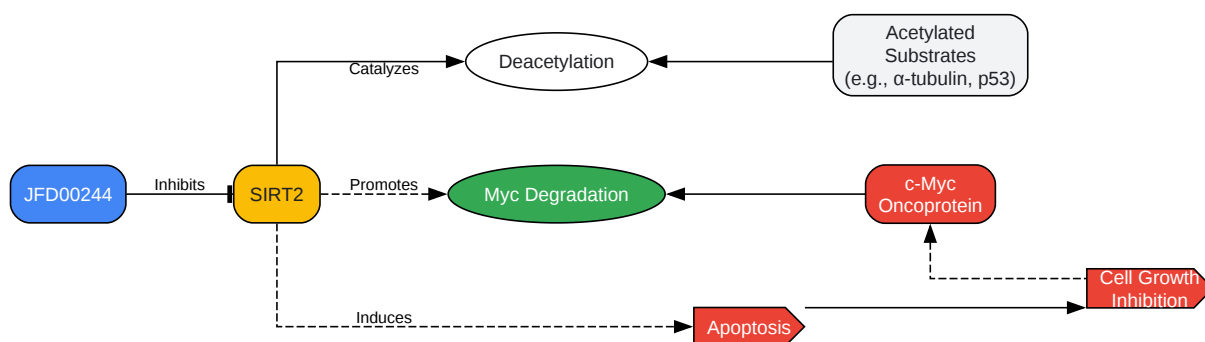 Acetylated
Substrates
(e.g., α-tubulin, p53)
Deacetylation
Catalyzes
JFD00244
Inhibits
SIRT2
Promotes
Myc Degradation
c-Myc
Oncoprotein
Cell Growth
Inhibition
Induces
Apoptosis